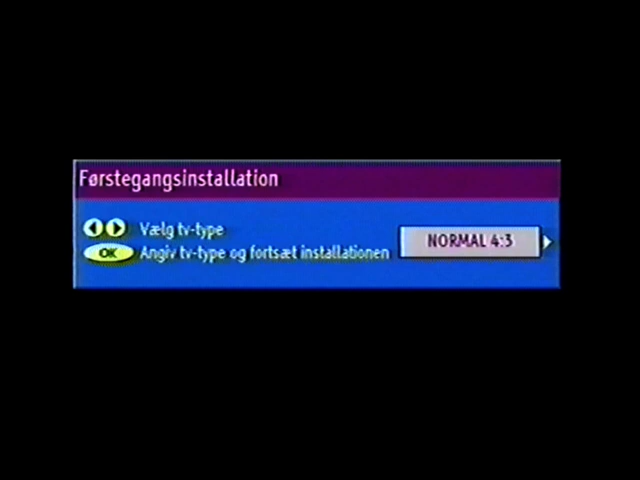 Førstegangsinstallation
Vælg tv-type
OK Angiv tv-type og fortsæt installationen
NORMAL 4:3